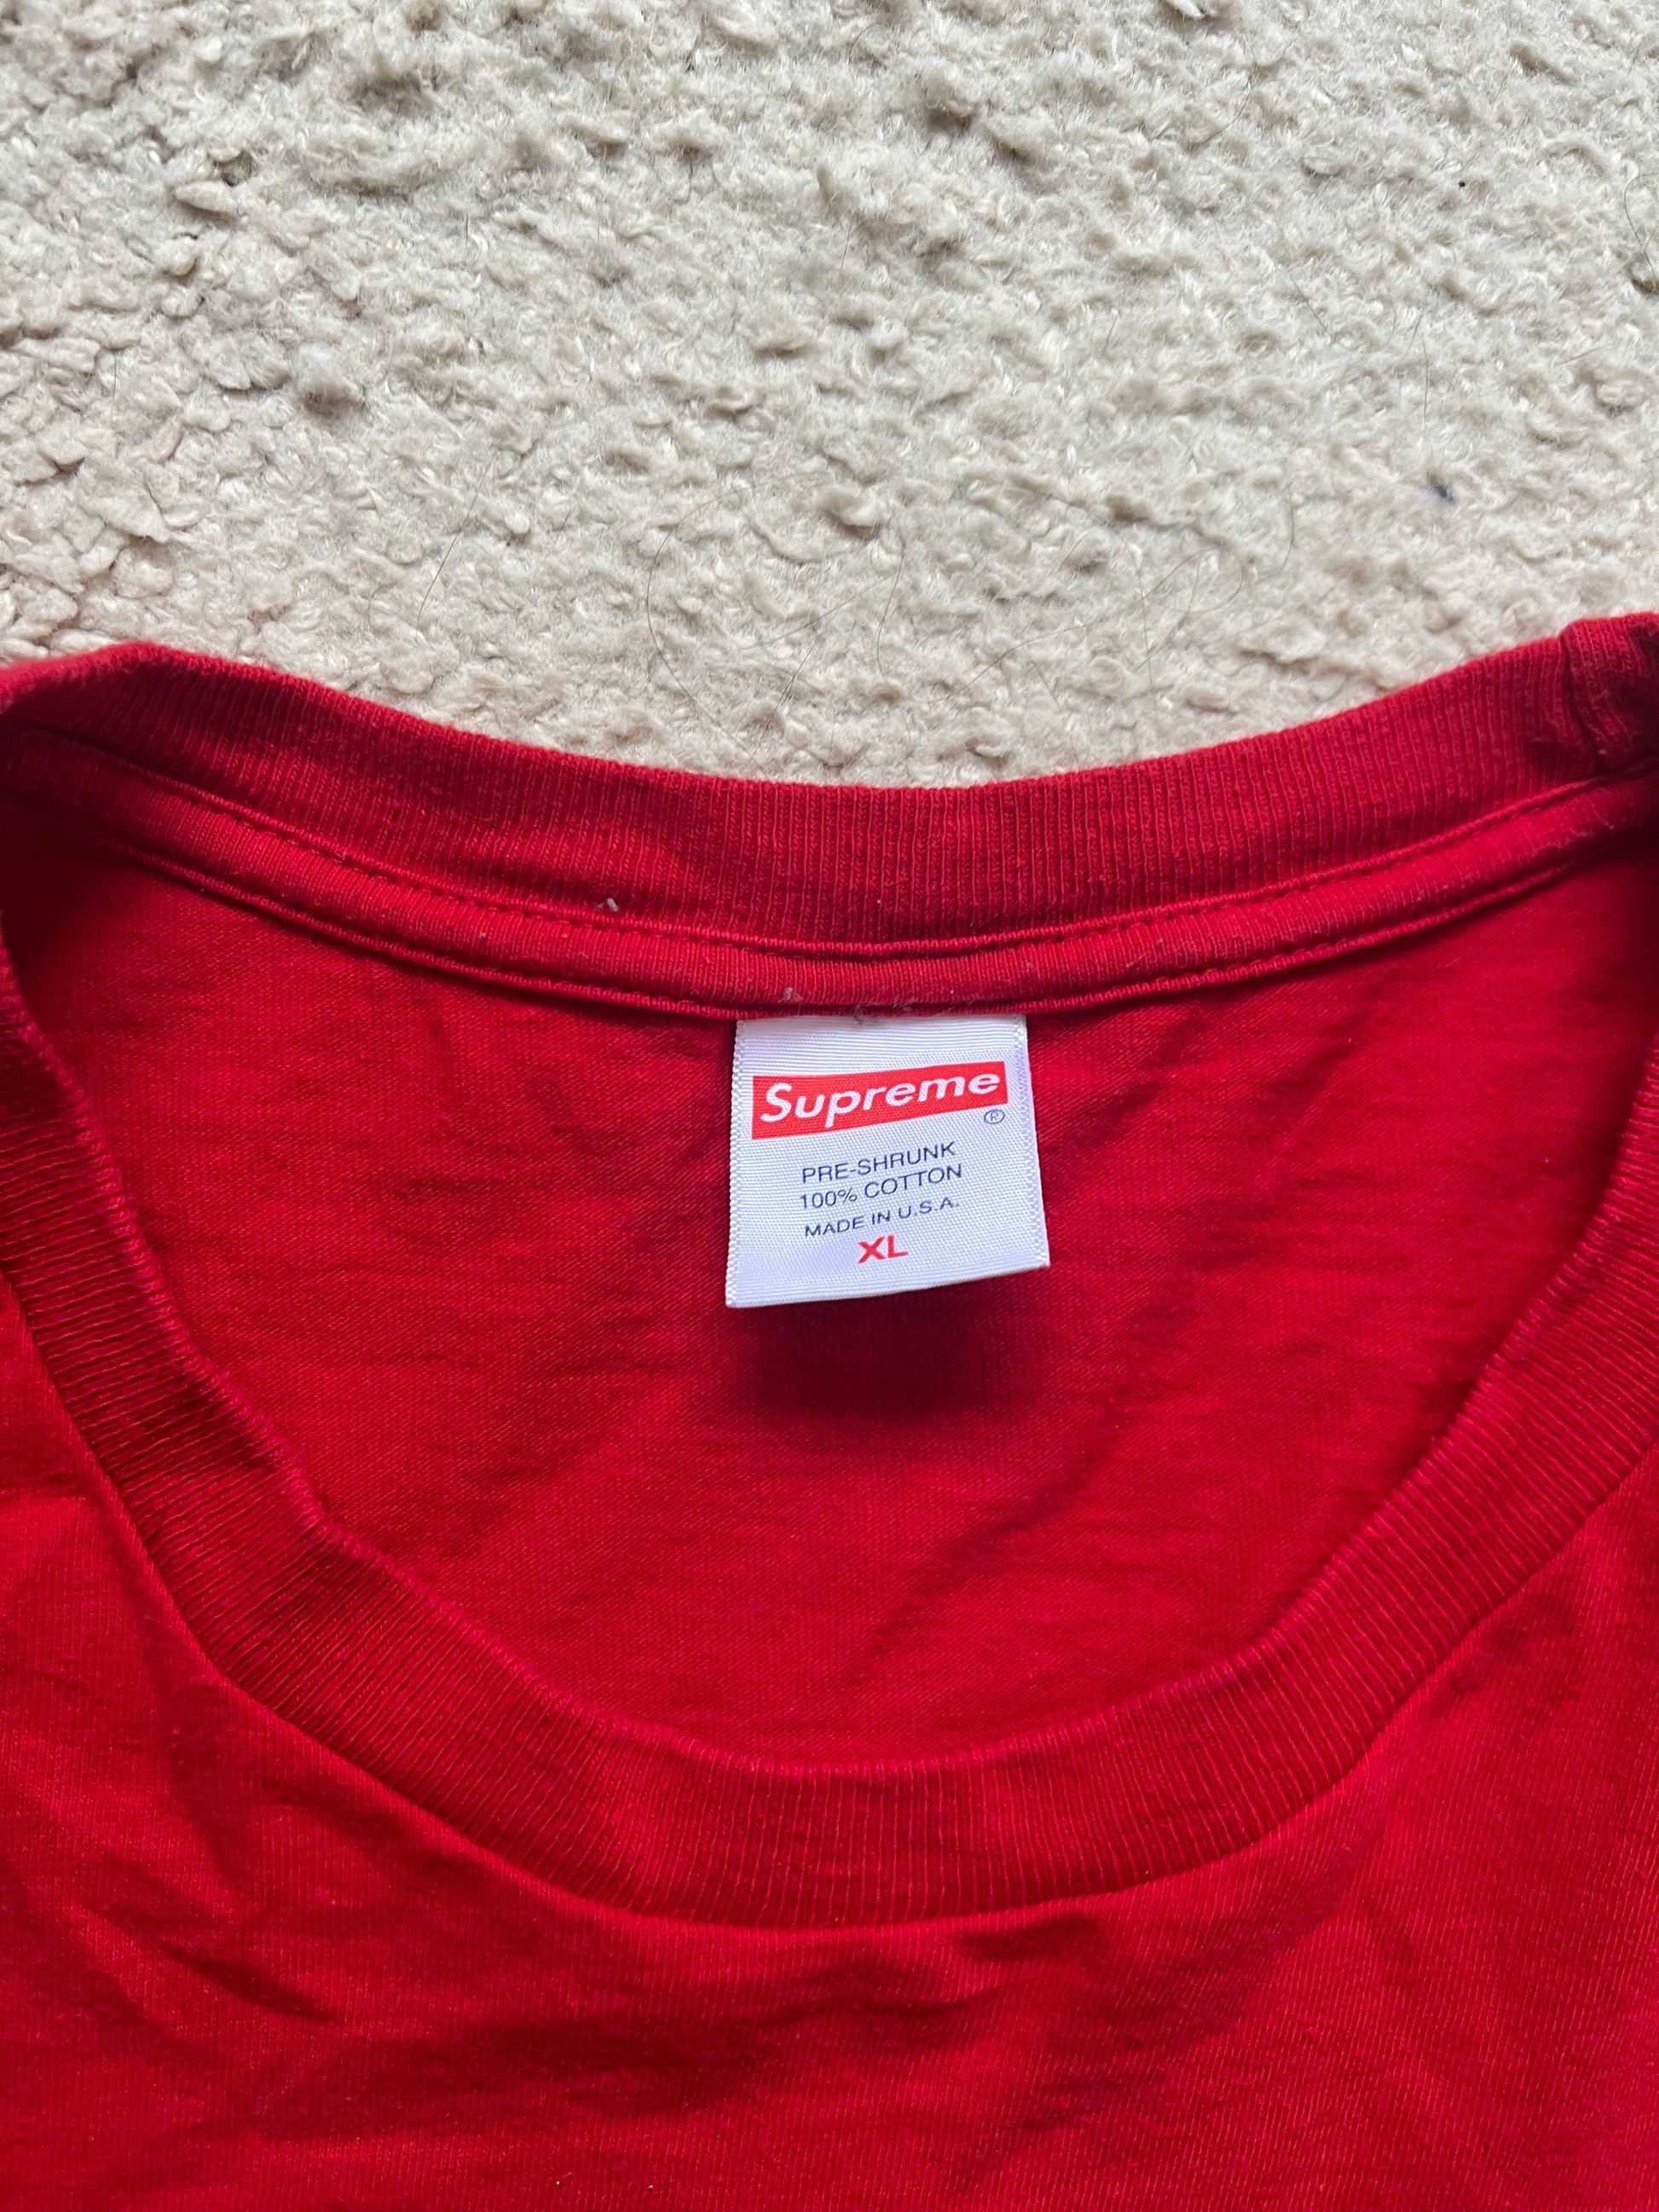 Supreme
®
PRE-SHRUNK
100% COTTON
MADE IN U.S.A.
XL